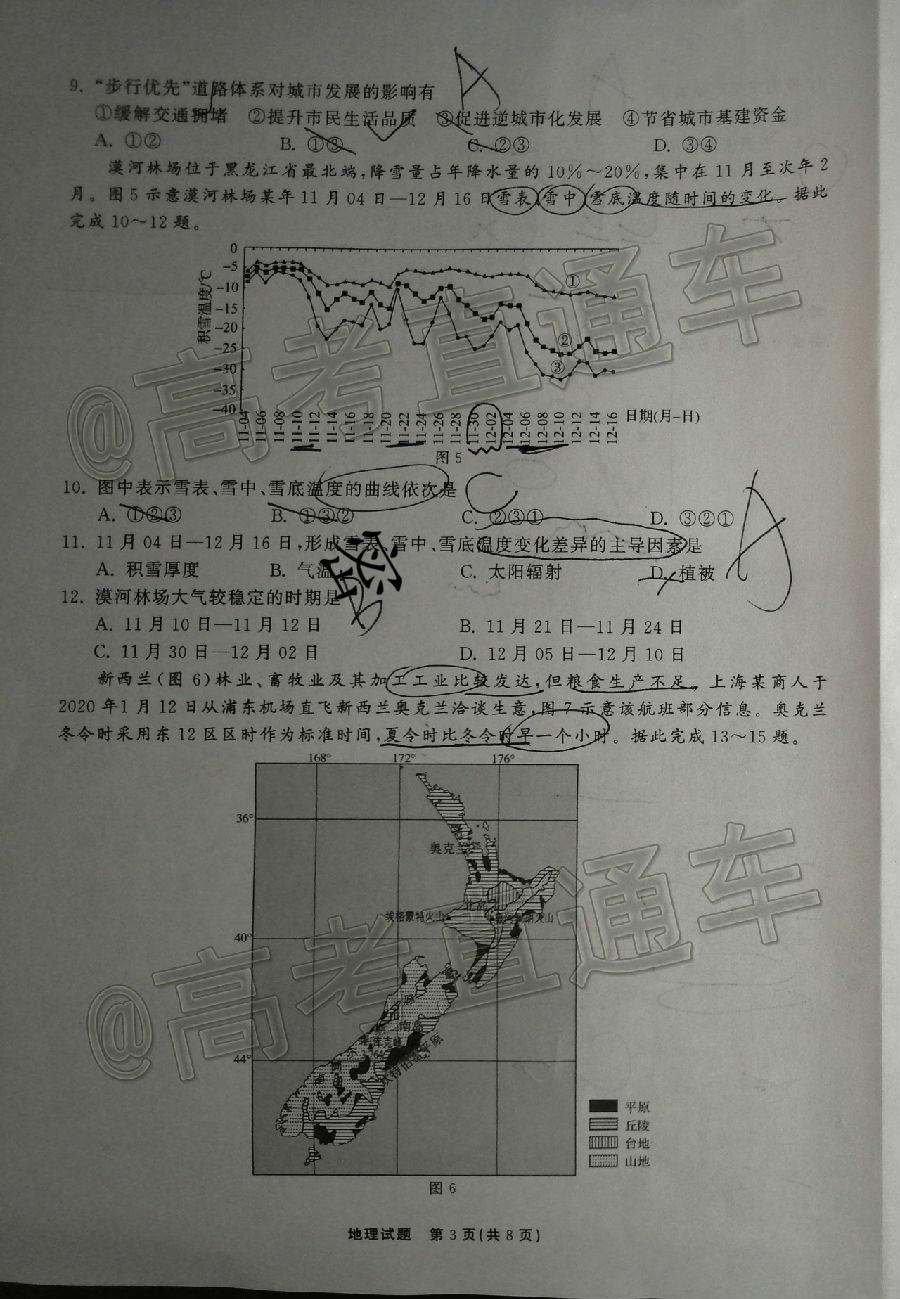 9. “步行优先”道路体系对城市发展的影响有 A
①缓解交通拥堵 ②提升市民生活品质 ③促进逆城市化发展 ④节省城市基建资金
A. ①② B. ①③ C. ②③ D. ③④
漠河林场位于黑龙江省最北端,降雪量占年降水量的10%～20%,集中在11月至次年2
月。图5示意漠河林场某年11月04日—12月16日雪表、雪中、雪底温度随时间的变化。据此
完成10～12题。
积雪温度/℃
0
-5
-10
-15
-20
-25
-30
-35
-40
①
②
③
11-04 11-06 11-08 11-10 11-12 11-14 11-16 11-18 11-20 11-22 11-24 11-26 11-28 11-30 12-02 12-04 12-06 12-08 12-10 12-12 12-14 12-16 日期(月-日)
图5
10. 图中表示雪表、雪中、雪底温度的曲线依次是 C
A. ①②③ B. ①③② C. ②③① D. ③②①
11. 11月04日—12月16日,形成雪表、雪中、雪底温度变化差异的主导因素是 A
A. 积雪厚度 B. 气温 C. 太阳辐射 D. 植被
12. 漠河林场大气较稳定的时期是
A. 11月10日—11月12日 B. 11月21日—11月24日
C. 11月30日—12月02日 D. 12月05日—12月10日
新西兰(图6)林业、畜牧业及其加工工业比较发达,但粮食生产不足。上海某商人于
2020年1月12日从浦东机场直飞新西兰奥克兰洽谈生意,图7示意该航班部分信息。奥克兰
冬令时采用东12区区时作为标准时间,夏令时比冬令时早一个小时。据此完成13～15题。
168° 172° 176°
36°
奥克兰
北岛
埃格蒙特火山
40°
南岛
库克峰
44°
坎特伯雷平原
平原
丘陵
台地
山地
图6
地理试题 第3页(共8页)
@高考直通车
@高考直通车